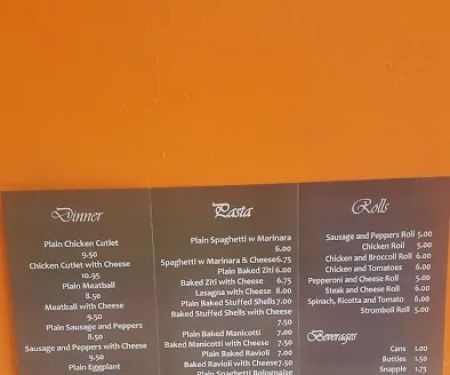 Dinner
Plain Chicken Cutlet
9.50
Chicken Cutlet with Cheese
10.95
Plain Meatball
8.50
Meatball with Cheese
9.50
Plain Sausage and Peppers
8.50
Sausage and Peppers with Cheese
9.50
Plain Eggplant
Pasta
Plain Spaghetti w Marinara
6.00
Spaghetti w Marinara & Cheese 6.75
Plain Baked Ziti 6.00
Baked Ziti with Cheese 6.75
Lasagna with Cheese 8.00
Plain Baked Stuffed Shells 7.00
Baked Stuffed Shells with Cheese
7.50
Plain Baked Manicotti 7.00
Baked Manicotti with Cheese 7.50
Plain Baked Ravioli 7.00
Baked Ravioli with Cheese 7.50
Plain Spaghetti Bolognaise
Rolls
Sausage and Peppers Roll 5.00
Chicken Roll 5.00
Chicken and Broccoli Roll 6.00
Chicken and Tomatoes 6.00
Pepperoni and Cheese Roll 5.00
Steak and Cheese Roll 6.00
Spinach, Ricotta and Tomato 6.00
Stromboli Roll 5.00
Beverages
Cans 1.00
Bottles 1.50
Snapple 1.75